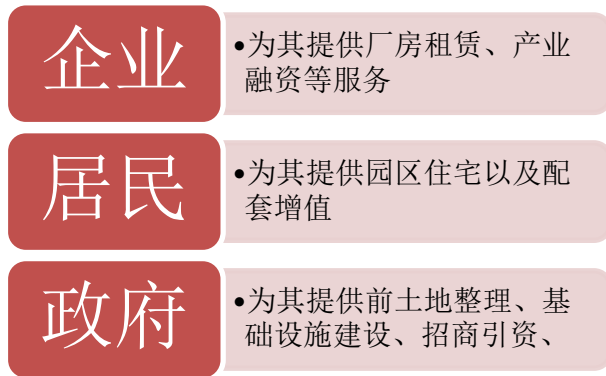 企业
•为其提供厂房租赁、产业
融资等服务
居民
•为其提供园区住宅以及配
套增值
政府
•为其提供前土地整理、基
础设施建设、招商引资、